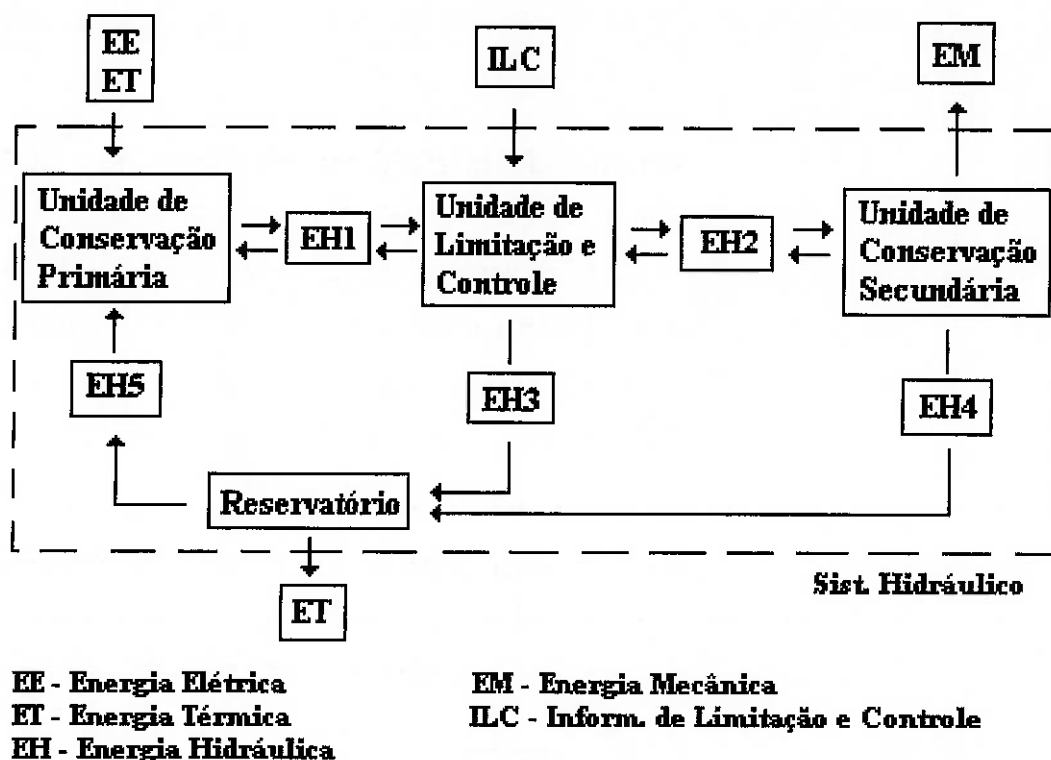 EE
ET
ILC
EM
Unidade de
Conservação
Primária
EH1
Unidade de
Limitação e
Controle
EH2
Unidade de
Conservação
Secundária
EH5
EH3
EH4
Reservatório
ET
Sist. Hidráulico
EE - Energia Elétrica
ET - Energia Térmica
EH - Energia Hidráulica
EM - Energia Mecânica
ILC - Inform. de Limitação e Controle